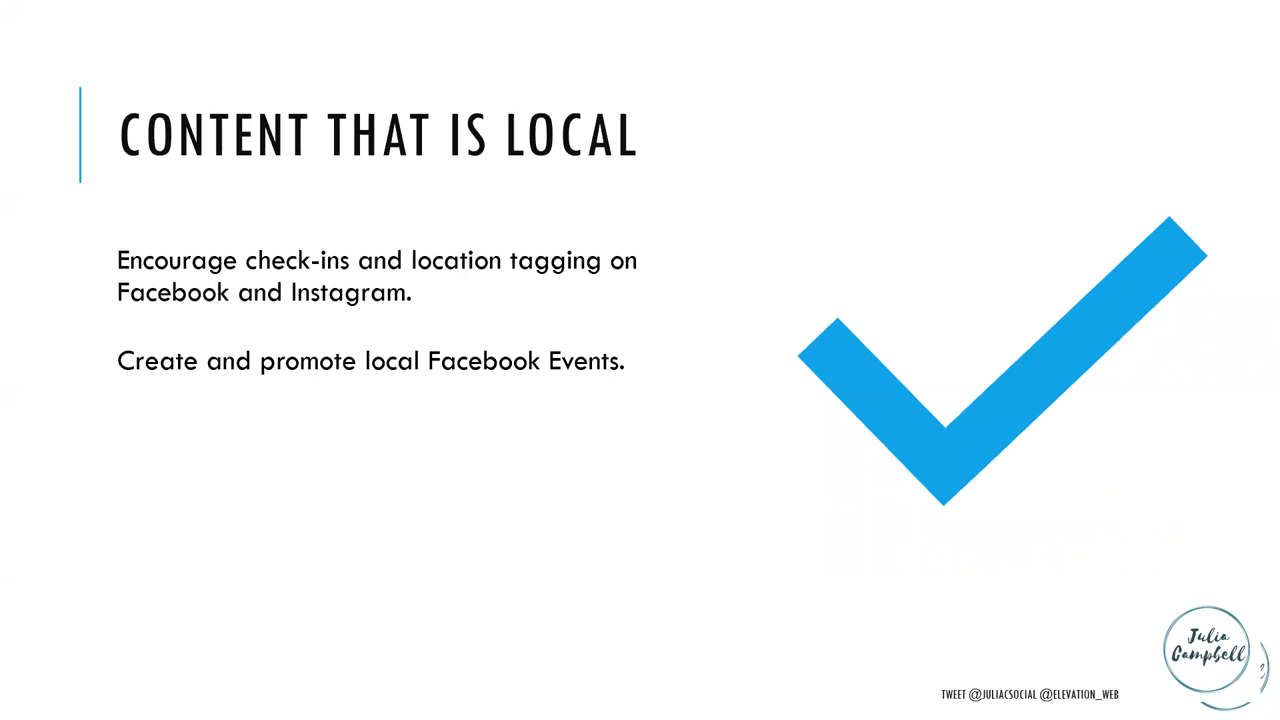 CONTENT THAT IS LOCAL
Encourage check-ins and location tagging on
Facebook and Instagram.
Create and promote local Facebook Events.
Julia
Campbell
TWEET @JULIACSOCIAL @ELEVATION_WEB